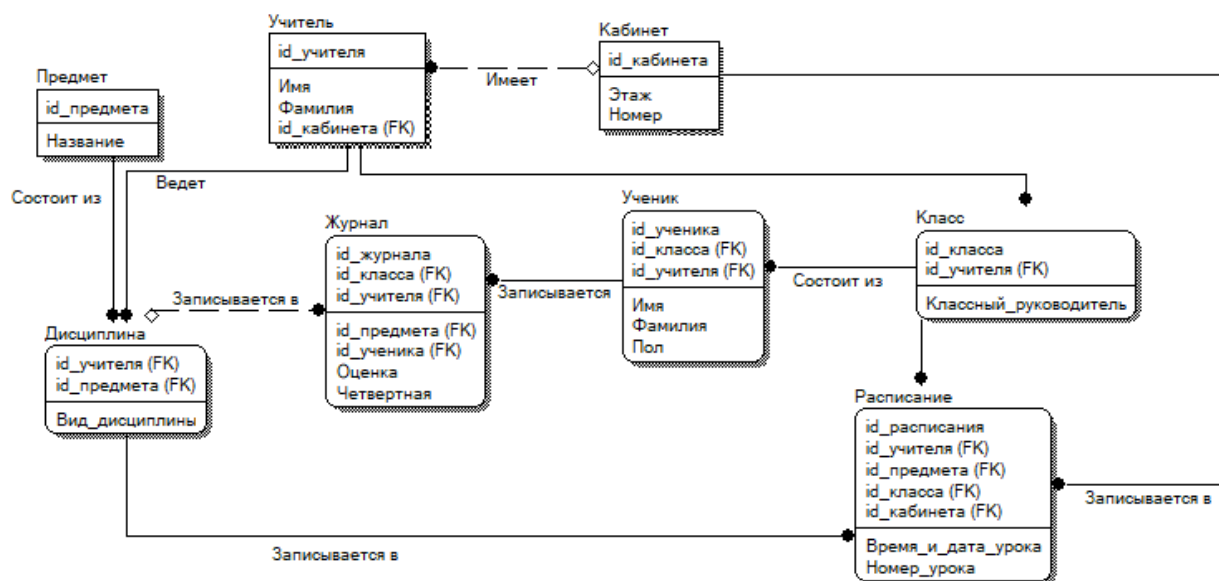 Учитель
id_учителя
Имя
Фамилия
id_кабинета (FK)
Кабинет
id_кабинета
Этаж
Номер
Имеет
Предмет
id_предмета
Название
Состоит из
Ведет
Журнал
id_журнала
id_класса (FK)
id_учителя (FK)
id_предмета (FK)
id_ученика (FK)
Оценка
Четвертная
Записывается в
Ученик
id_ученика
id_класса (FK)
id_учителя (FK)
Имя
Фамилия
Пол
Записывается
Класс
id_класса
id_учителя (FK)
Классный_руководитель
Состоит из
Дисциплина
id_учителя (FK)
id_предмета (FK)
Вид_дисциплины
Расписание
id_расписания
id_учителя (FK)
id_предмета (FK)
id_класса (FK)
id_кабинета (FK)
Время_и_дата_урока
Номер_урока
Записывается в
Записывается в